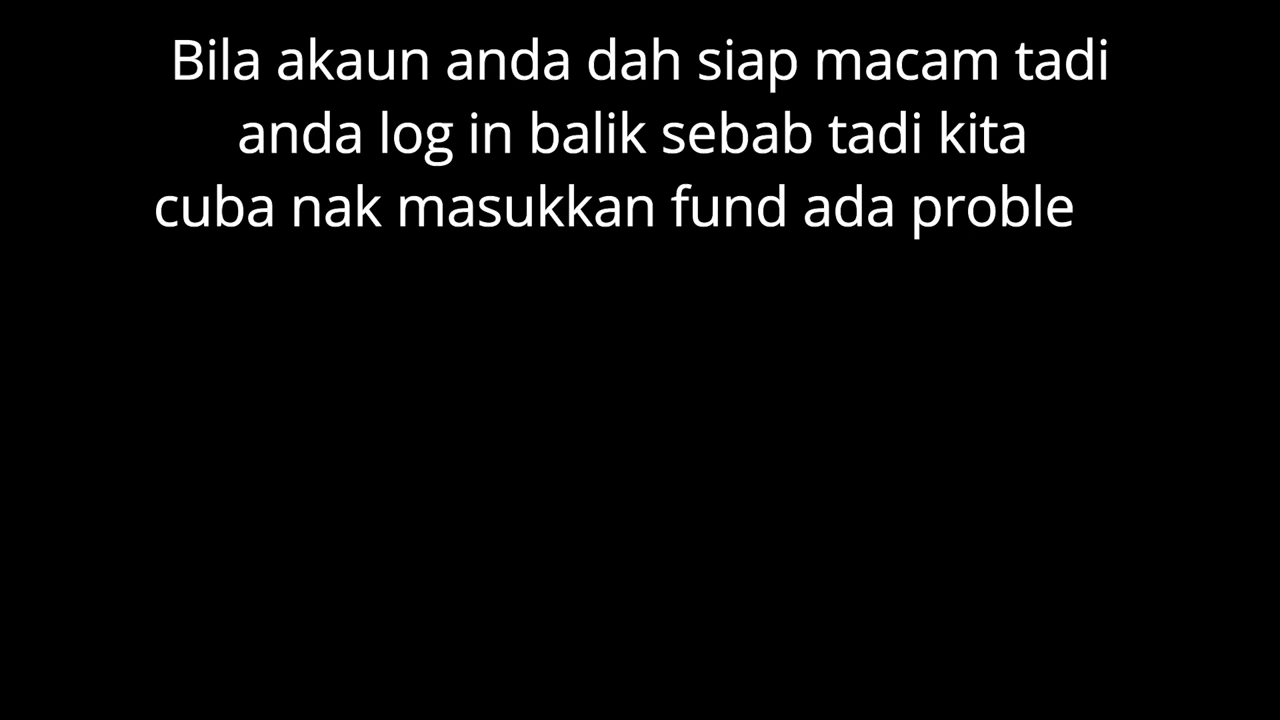 Bila akaun anda dah siap macam tadi
anda log in balik sebab tadi kita
cuba nak masukkan fund ada proble